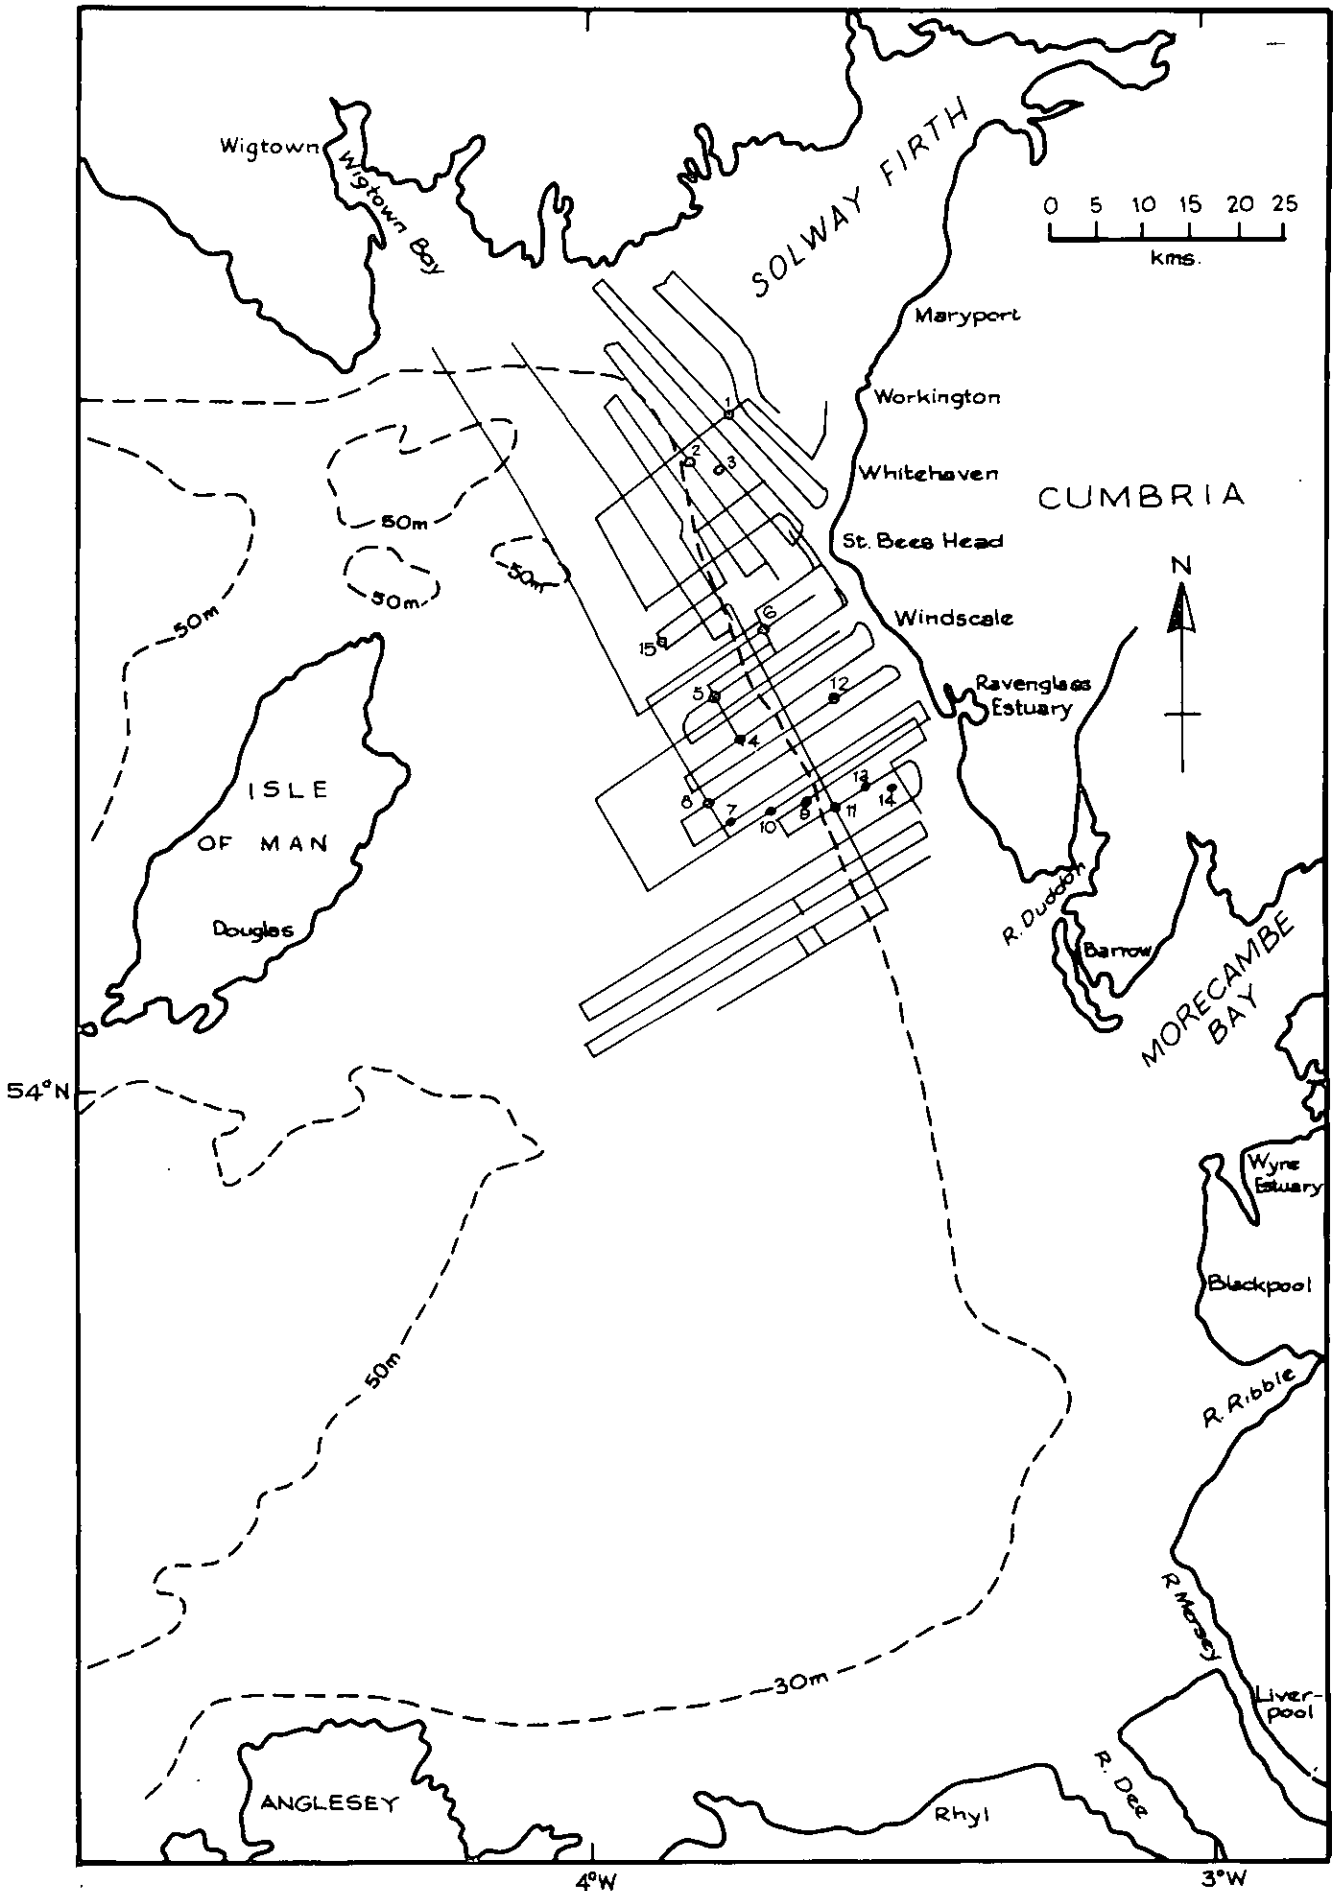 Wigtown
Wigtown Bay
SOLWAY FIRTH
0 5 10 15 20 25
kms.
Maryport
Workington
1
2
3
Whitehaven
CUMBRIA
50m
St. Bees Head
50m
50m
N
50m
Windscale
6
15
Ravenglass
Estuary
5
12
4
ISLE
OF MAN
8
7
10
9
11
13
14
R. Duddon
Douglas
Barrow
MORECAMBE
BAY
54°N
Wyre
Estuary
Blackpool
50m
R. Ribble
R Mersey
30m
Liver-
pool
R. Dee
ANGLESEY
Rhyl
4°W
3°W